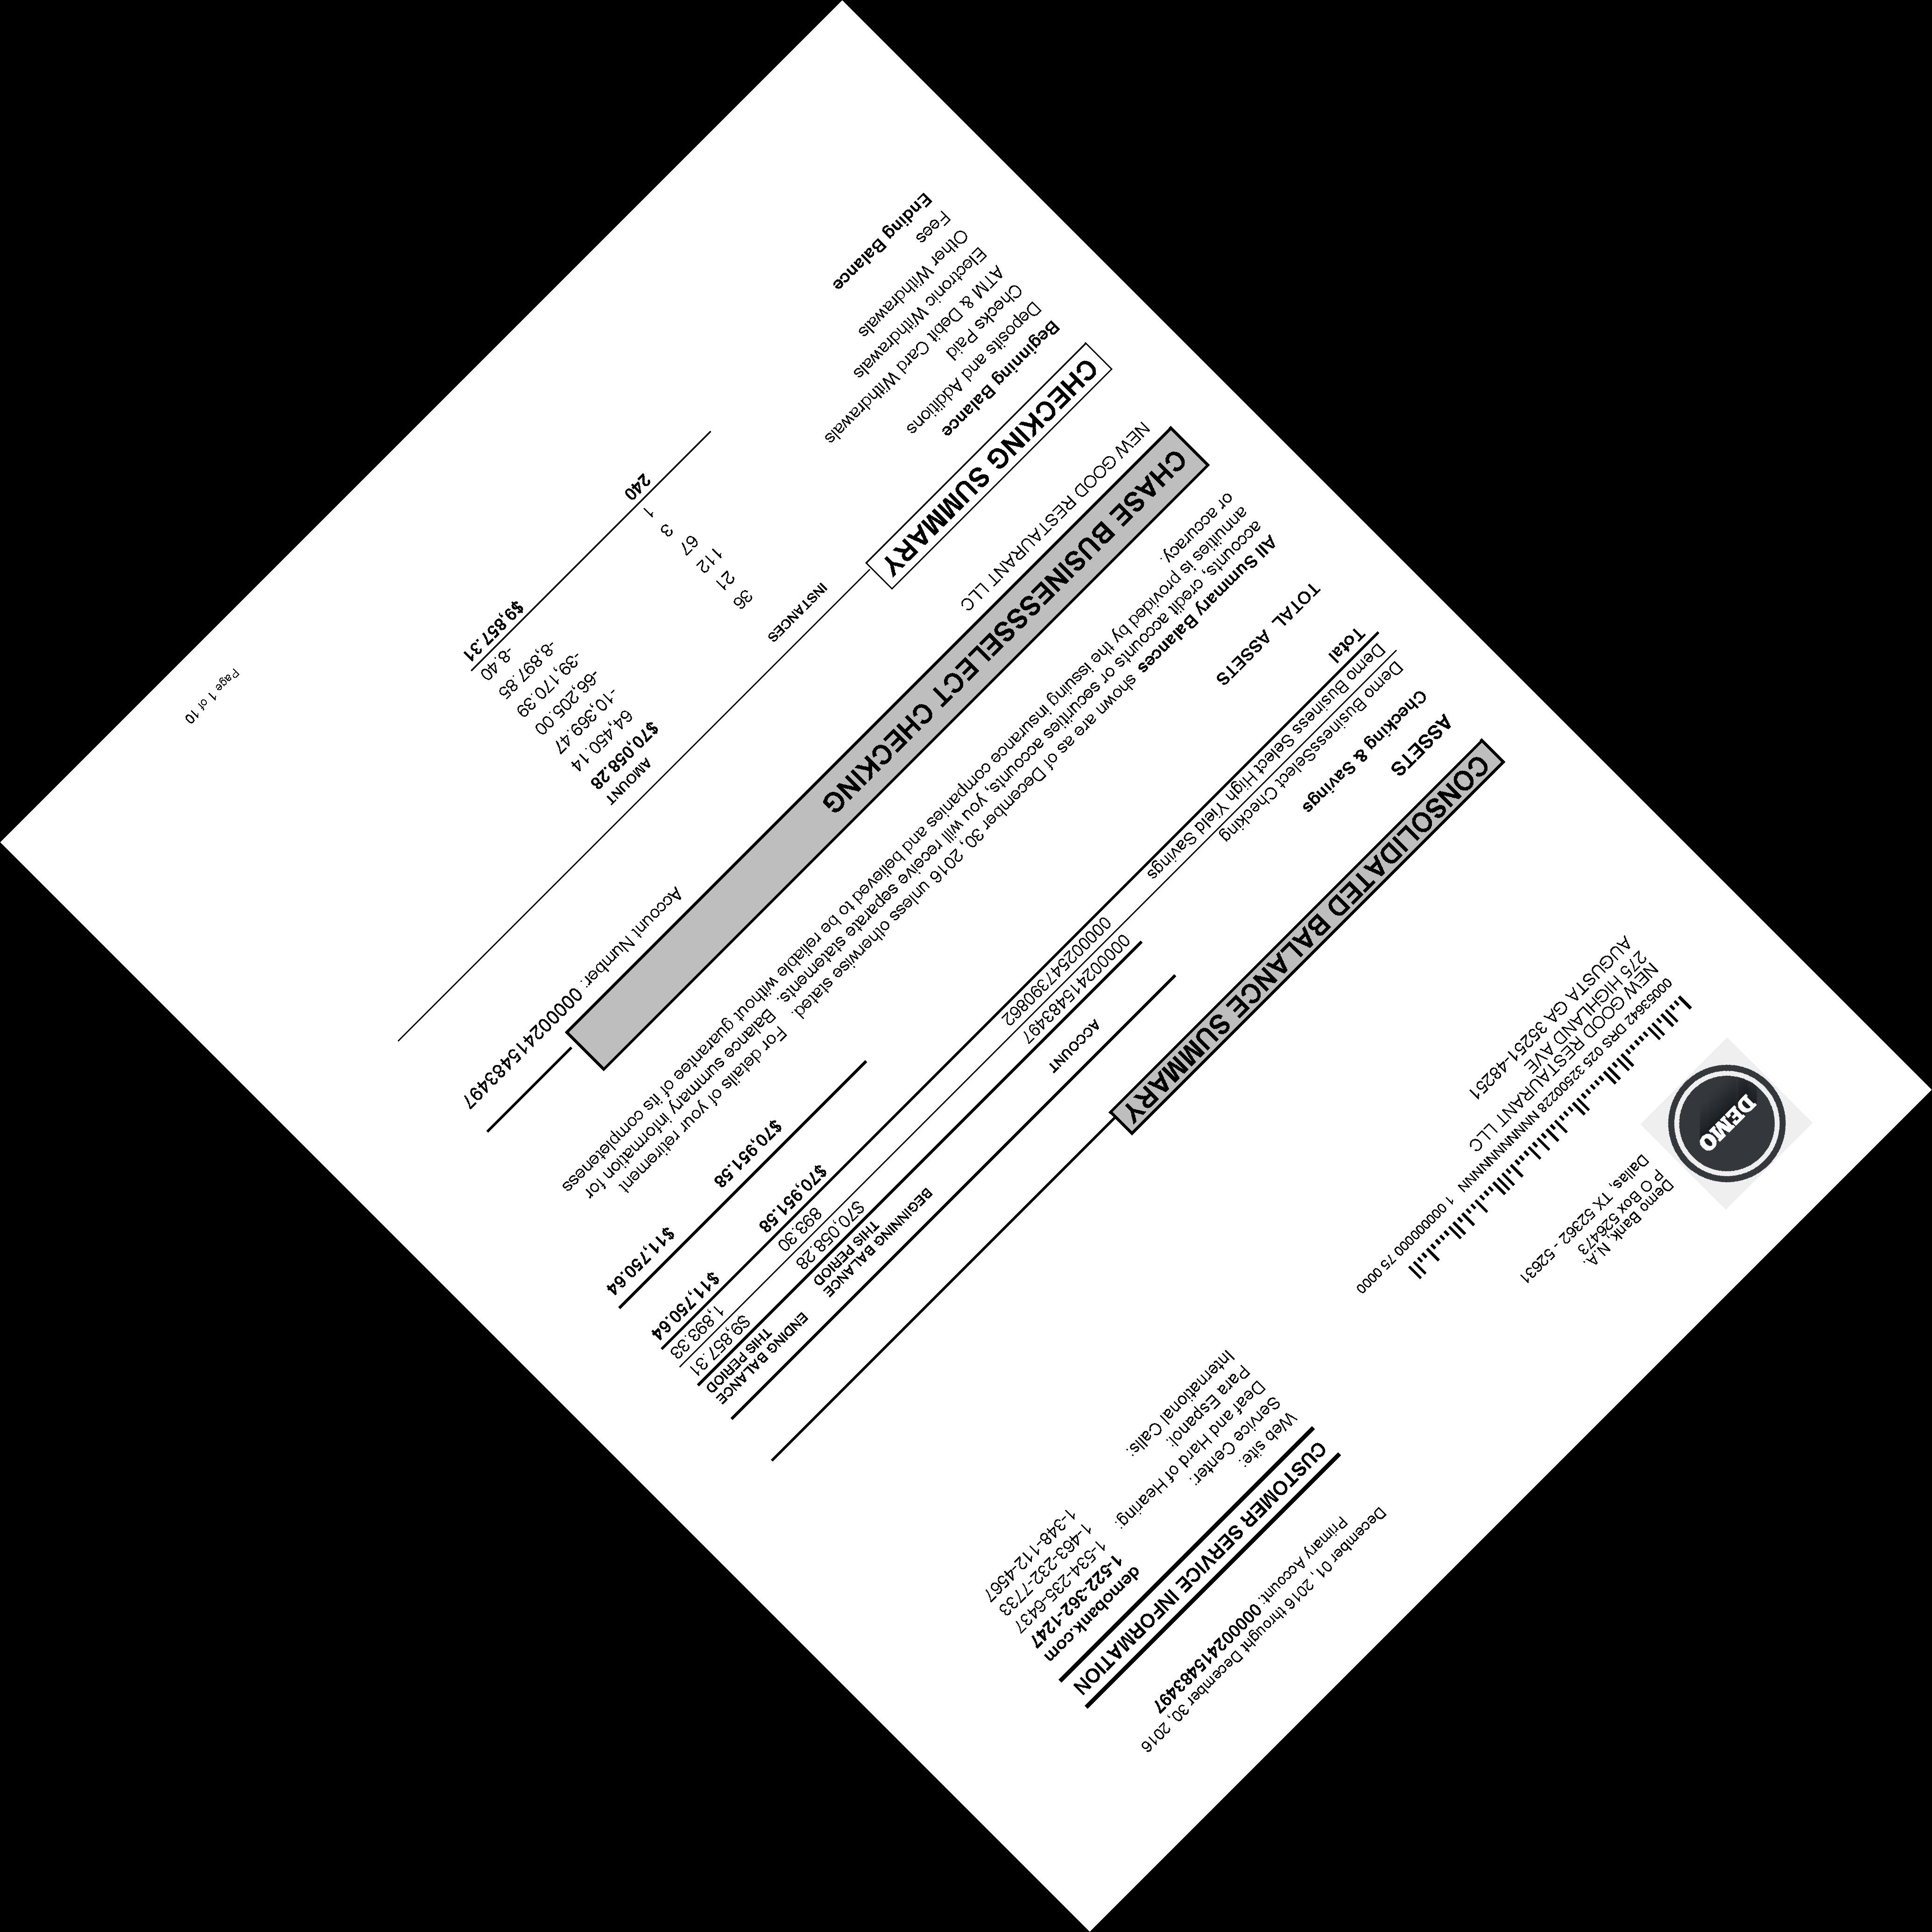 DEMO
Demo Bank, N.A.
P O Box 526473
Dallas, TX 52362 - 52631
December 01, 2016 throught December 30, 2016
Primary Account: 000002415483497
CUSTOMER SERVICE INFORMATION
Web site: demobank.com
Service Center: 1-522-362-1247
Deaf and Hard of Hearing: 1-534-235-6437
Para Espanol: 1-463-232-7733
International Calls: 1-348-112-4567
00053642 DRS 025 32500228 NNNNNNNNNN 1 000000000 75 0000
NEW GOOD RESTAURANT LLC
275 HIGHLAND AVE
AUGUSTA GA 35251-48251
CONSOLIDATED BALANCE SUMMARY
ASSETS
Checking & Savings ACCOUNT BEGINNING BALANCE THIS PERIOD ENDING BALANCE THIS PERIOD
Demo BusinessSelect Checking 000002415483497 $70,058.28 $9,857.31
Demo Business Select High Yield Savings 000002547390862 893.30 1,893.33
Total $70,951.58 $11,750.64
TOTAL ASSETS $70,951.58 $11,750.64
All Summary Balances shown are as of December 30, 2016 unless otherwise stated. For details of your retirement
accounts, credit accounts or securities accounts, you will receive separate statements. Balance summary information for
annuities is provided by the issuing insurance companies and believed to be reliable without guarantee of its completeness
or accuracy.
CHASE BUSINESSSELECT CHECKING
NEW GOOD RESTAURANT LLC Account Number: 000002415483497
CHECKING SUMMARY
INSTANCES AMOUNT
Beginning Balance $70,058.28
Deposits and Additions 36 64,450.14
Checks Paid 21 -10,369.47
ATM & Debit Card Withdrawals 112 -66,205.00
Electronic Withdrawals 67 -39,170.39
Other Withdrawals 3 -8,897.85
Fees 1 -8.40
Ending Balance 240 $9,857.31
Page 1 of 10